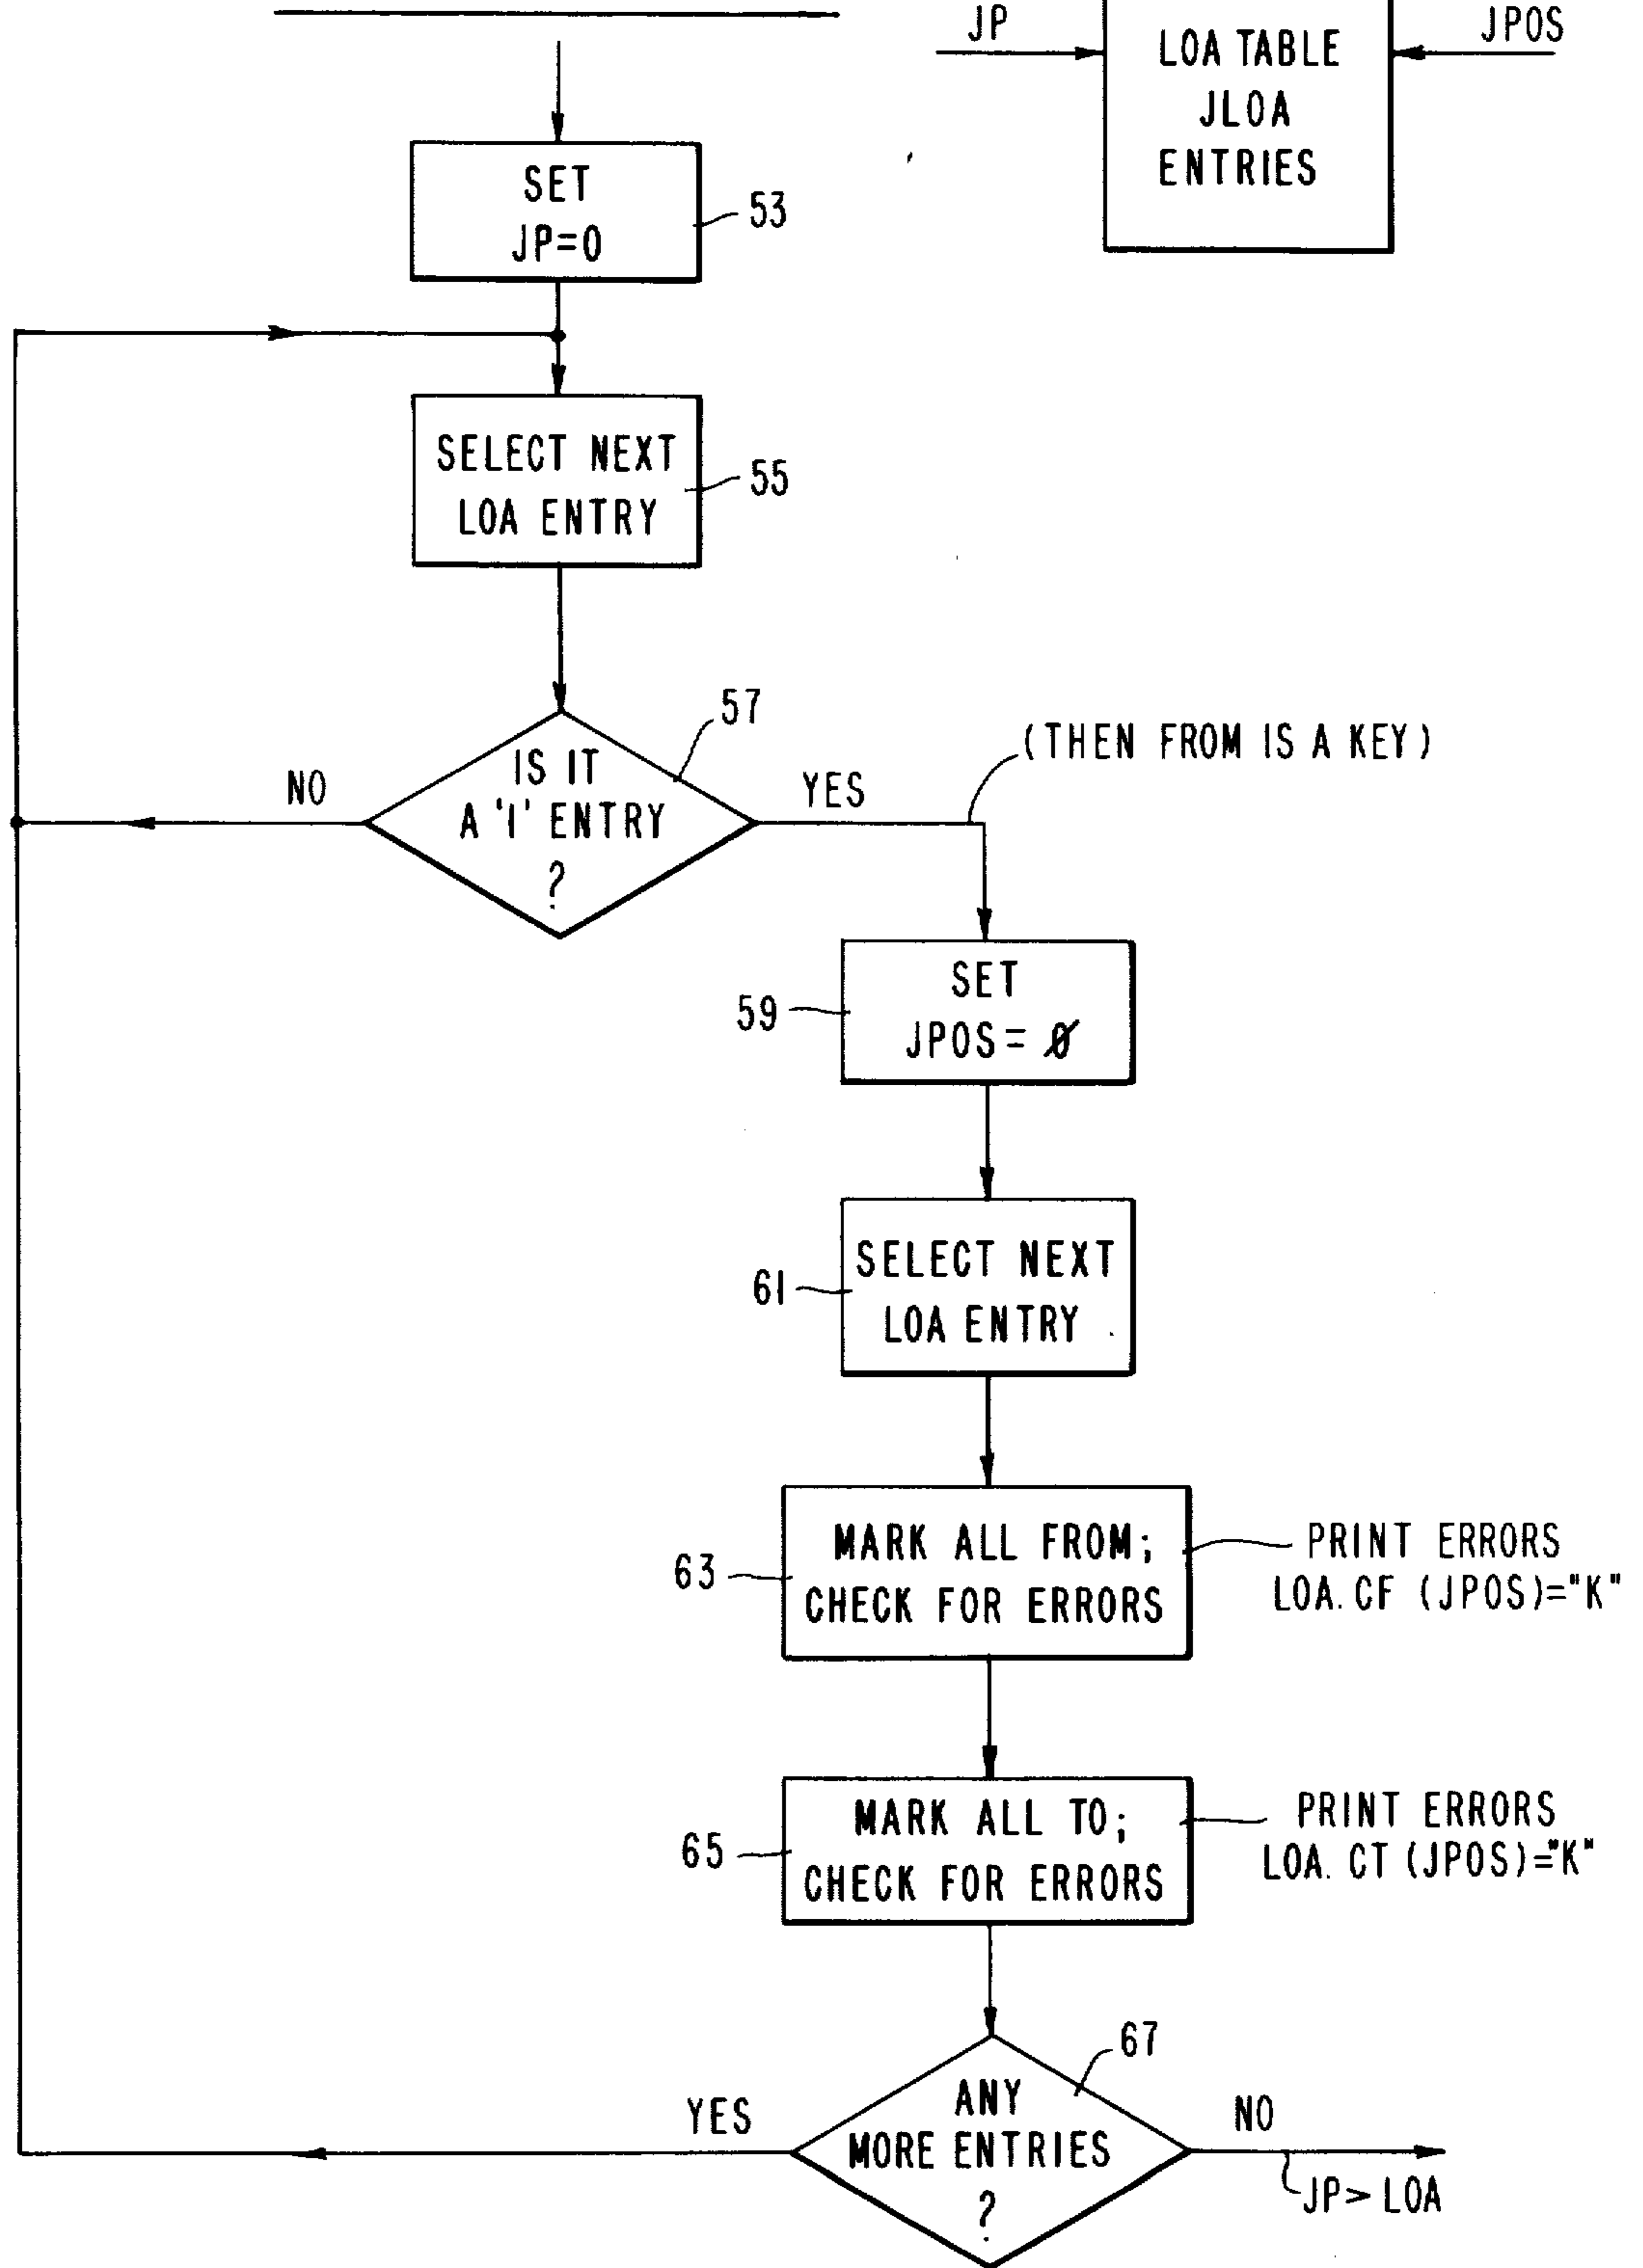 JP
LOA TABLE
JLOA
ENTRIES
JPOS
SET
JP=0
53
SELECT NEXT
LOA ENTRY
55
57
IS IT
A '1' ENTRY
?
NO
YES
(THEN FROM IS A KEY)
SET
JPOS = 0
59
SELECT NEXT
LOA ENTRY
61
MARK ALL FROM;
CHECK FOR ERRORS
63
PRINT ERRORS
LOA. CF (JPOS)="K"
MARK ALL TO;
CHECK FOR ERRORS
65
PRINT ERRORS
LOA. CT (JPOS)="K"
67
ANY
MORE ENTRIES
?
YES
NO
JP> LOA